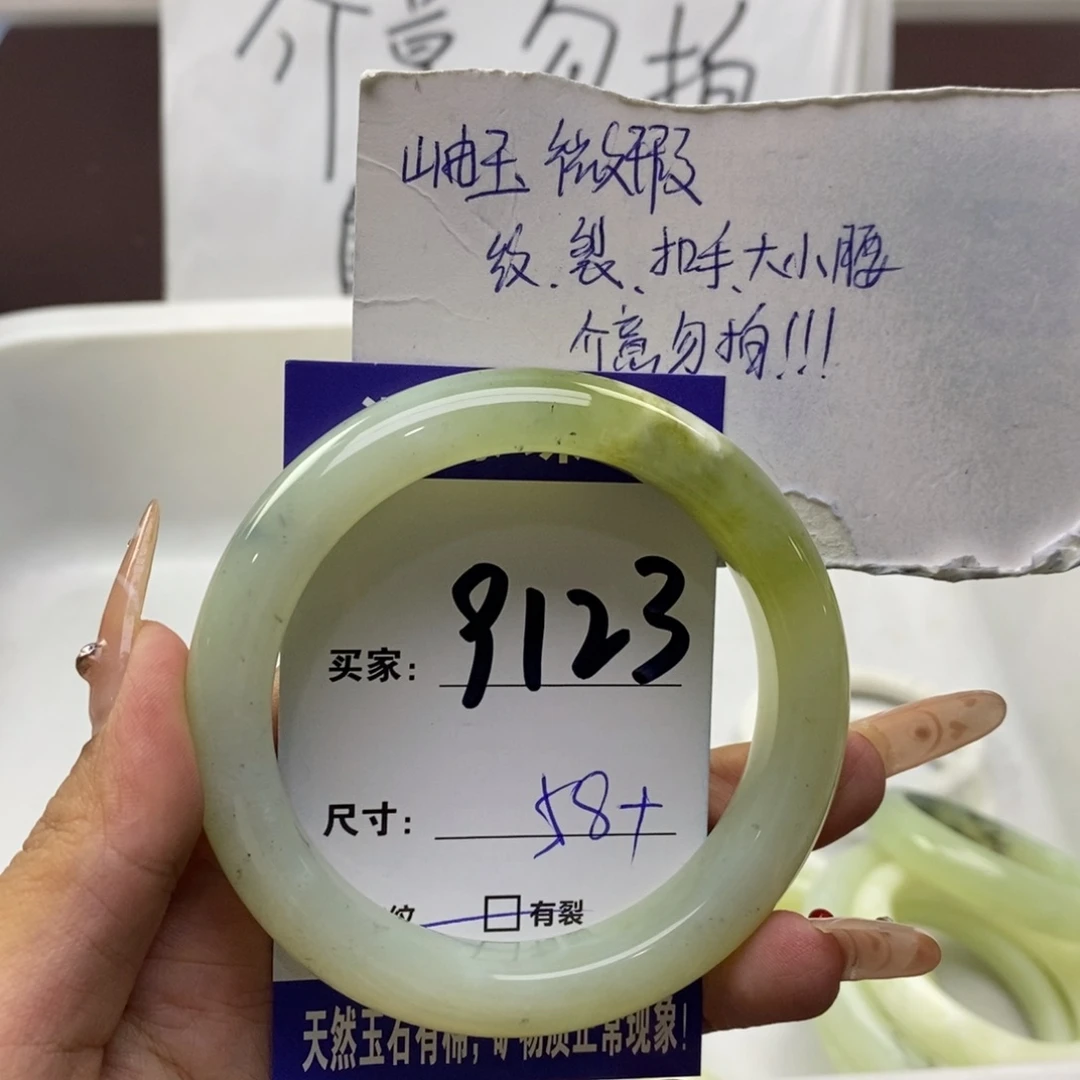 介意勿拍
岫玉 微瑕
纹.裂、扣手、大小腰
介意勿拍!!!
买家: 9123
尺寸: 58+
纹 □有裂
天然玉石有棉,矿物质正常现象!